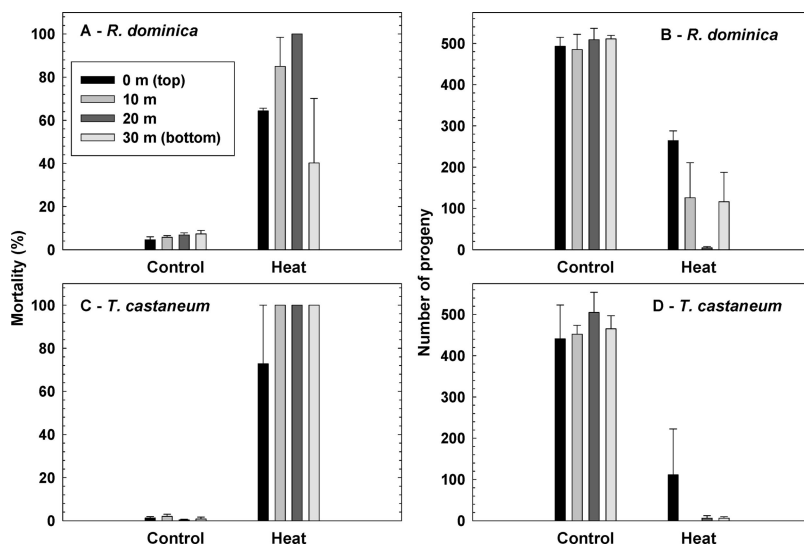 A - R. dominica
0 m (top)
10 m
20 m
30 m (bottom)
100
80
60
40
20
0
Control Heat
B - R. dominica
500
400
300
200
100
0
Control Heat
Mortality (%)
Number of progeny
C - T. castaneum
100
80
60
40
20
0
Control Heat
D - T. castaneum
500
400
300
200
100
0
Control Heat